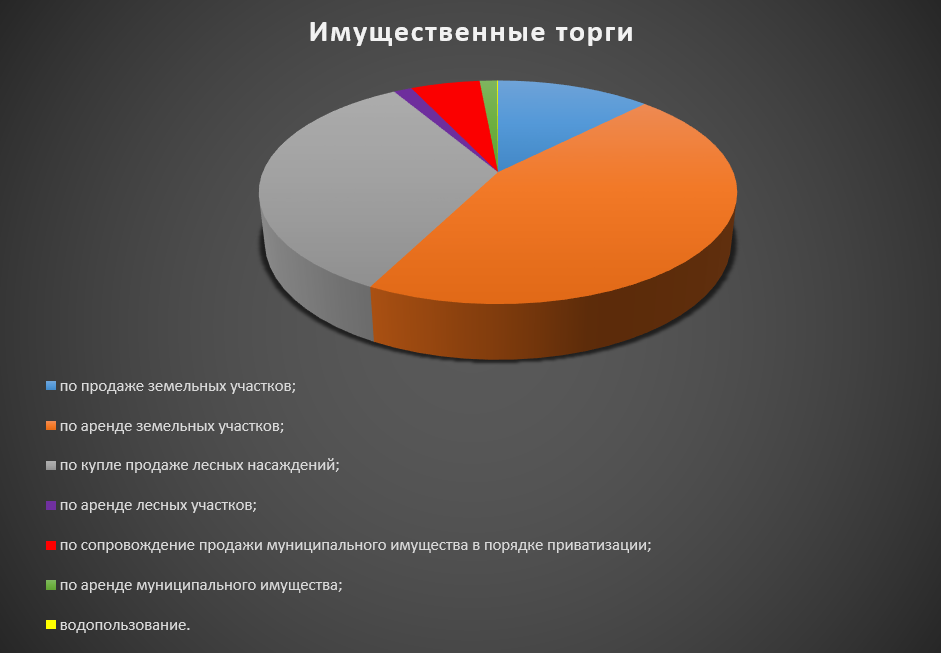 Имущественные торги
по продаже земельных участков;
по аренде земельных участков;
по купле продаже лесных насаждений;
по аренде лесных участков;
по сопровождение продажи муниципального имущества в порядке приватизации;
по аренде муниципального имущества;
водопользование.